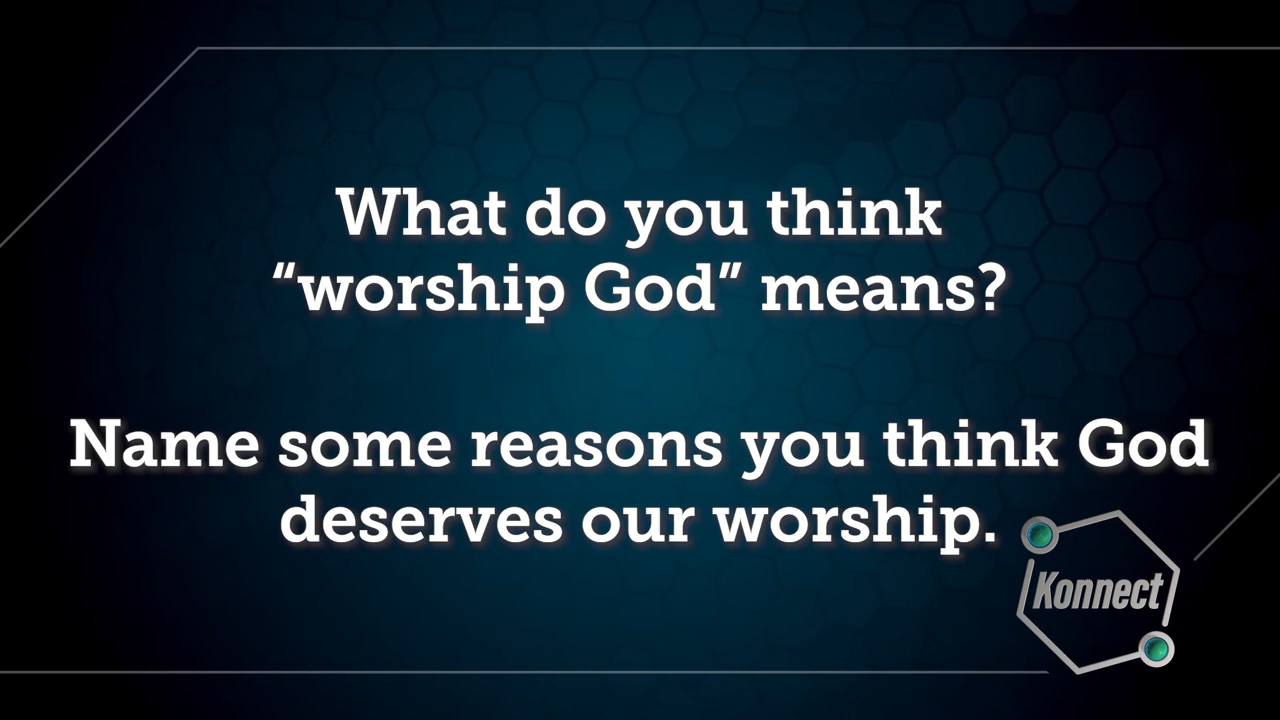 What do you think
“worship God” means?
Name some reasons you think God
deserves our worship.
Konnect